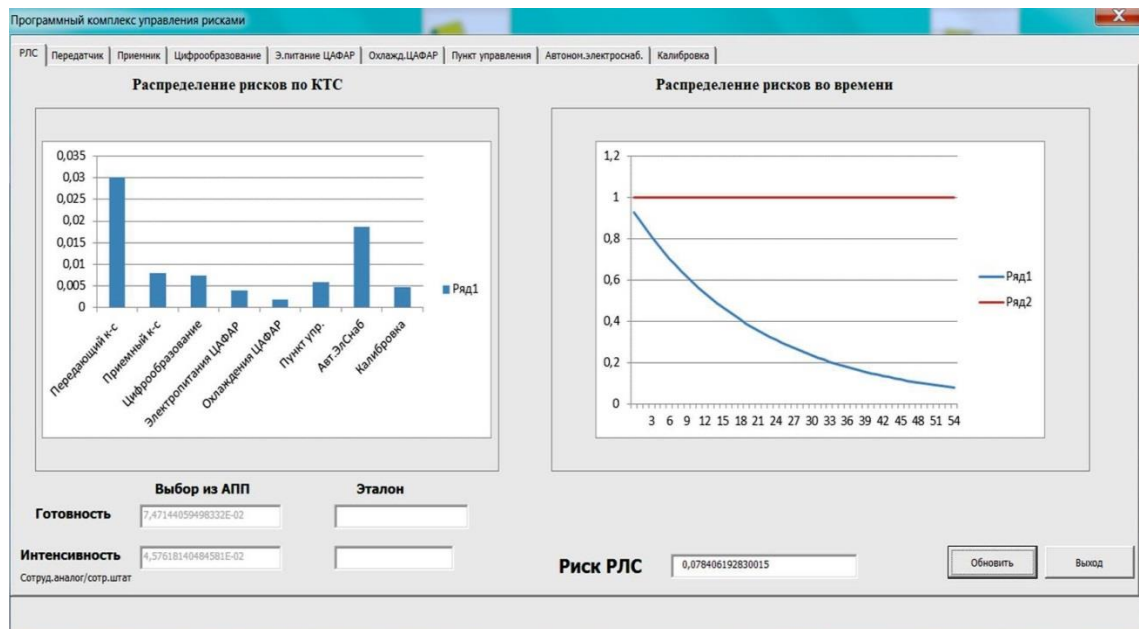 Программный комплекс управления рисками
РЛС Передатчик Приемник Цифрообразование Э.питание ЦАФАР Охлажд.ЦАФАР Пункт управления Автоном.электроснаб. Калибровка
Распределение рисков по КТС
0,035
0,03
0,025
0,02
0,015
0,01
0,005
0
Передающий к-с
Приемный к-с
Цифрообразование
Электропитания ЦАФАР
Охлаждения ЦАФАР
Пункт упр.
Авт.ЭлСнаб
Калибровка
Ряд1
Распределение рисков во времени
1,2
1
0,8
0,6
0,4
0,2
0
3 6 9 12 15 18 21 24 27 30 33 36 39 42 45 48 51 54
Ряд1
Ряд2
Выбор из АПП Эталон
Готовность 7,47144059498332E-02
Интенсивность 4,57618140484581E-02
Сотруд.аналог/сотр.штат
Риск РЛС 0,078406192830015
Обновить Выход